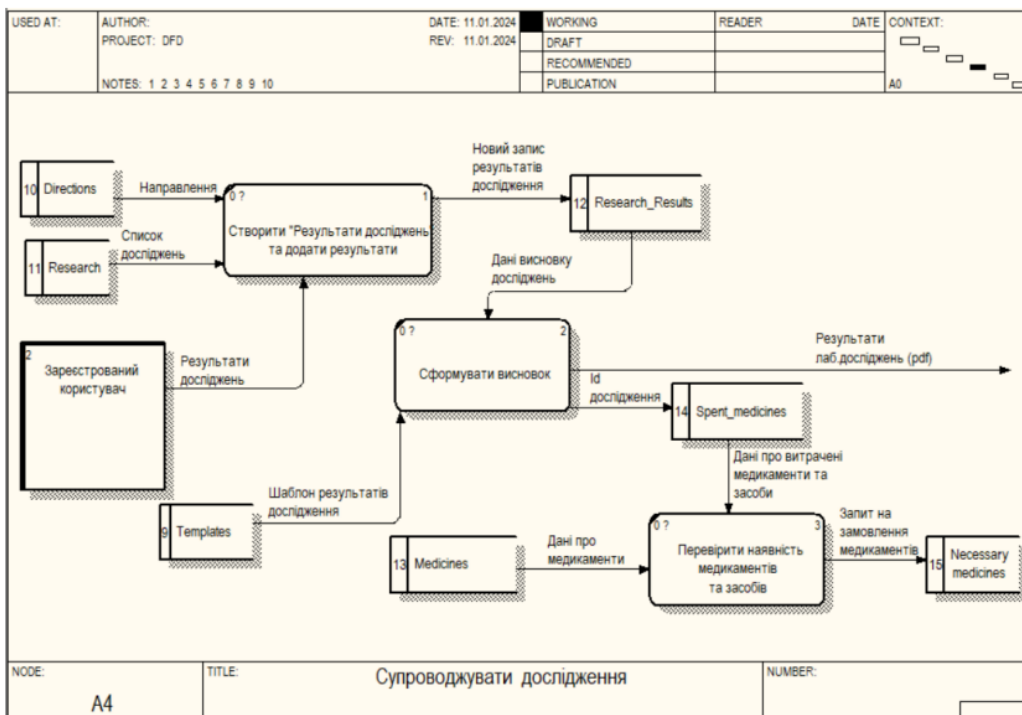 USED AT:
AUTHOR:
DATE: 11.01.2024
WORKING
READER
DATE
CONTEXT:
PROJECT: DFD
REV: 11.01.2024
DRAFT
RECOMMENDED
NOTES: 1 2 3 4 5 6 7 8 9 10
PUBLICATION
A0
10
Directions
Направлення
11
Research
Список
досліджень
0 ?
1
Створити "Результати досліджень
та додати результати
Новий запис
результатів
дослідження
12
Research_Results
Дані висновку
досліджень
2
Зареєстрований
користувач
Результати
досліджень
0 ?
2
Сформувати висновок
Результати
лаб.досліджень (pdf)
Id
дослідження
14
Spent_medicines
Дані про витрачені
медикаменти та
засоби
Шаблон результатів
дослідження
9
Templates
13
Medicines
Дані про
медикаменти
0 ?
3
Перевірити наявність
медикаментів
та засобів
Запит на
замовлення
медикаментів
15
Necessary
medicines
NODE:
A4
TITLE:
Супроводжувати дослідження
NUMBER: